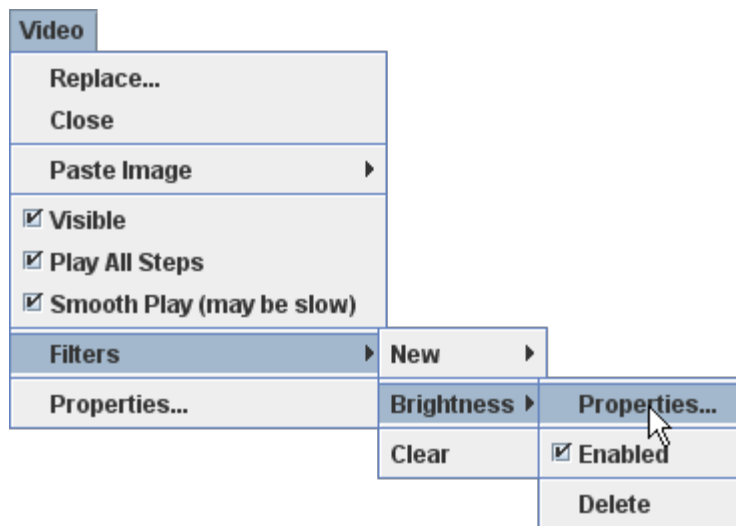 Video
Replace...
Close
Paste Image
Visible
Play All Steps
Smooth Play (may be slow)
Filters
Properties...
New
Brightness
Clear
Properties...
Enabled
Delete